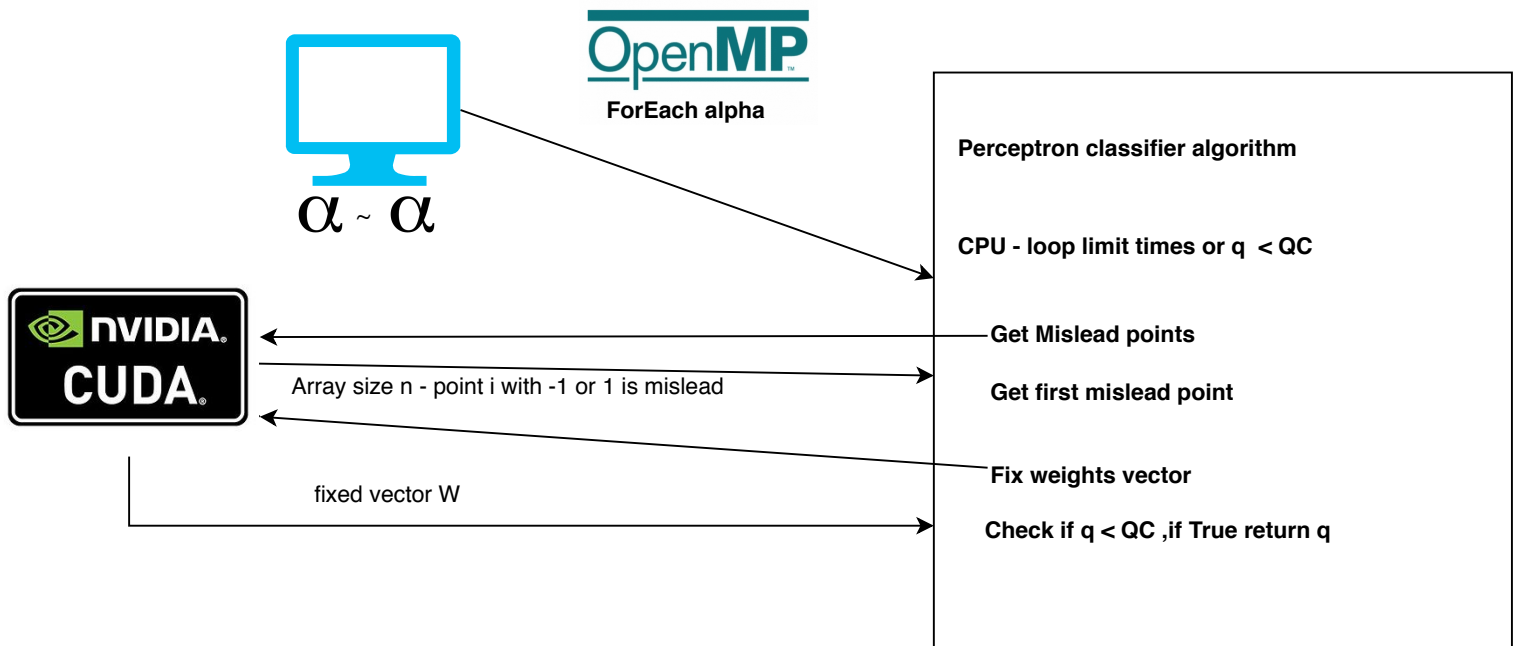 OpenMP™
ForEach alpha
α ~ α
Perceptron classifier algorithm
CPU - loop limit times or q < QC
NVIDIA®
CUDA®
Get Mislead points
Array size n - point i with -1 or 1 is mislead
Get first mislead point
Fix weights vector
fixed vector W
Check if q < QC ,if True return q